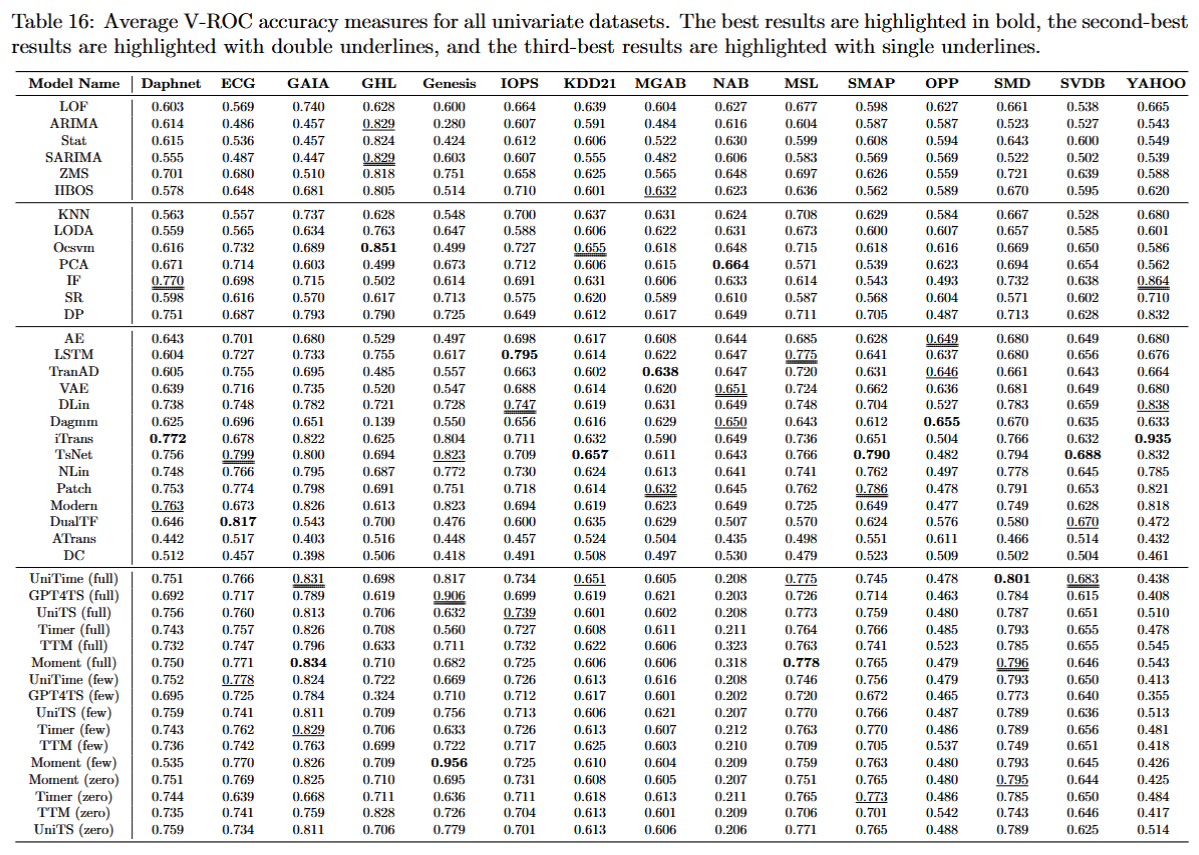 Table 16: Average V-ROC accuracy measures for all univariate datasets. The best results are highlighted in bold, the second-best
results are highlighted with double underlines, and the third-best results are highlighted with single underlines.
Model Name Daphnet ECG GAIA GHL Genesis IOPS KDD21 MGAB NAB MSL SMAP OPP SMD SVDB YAHOO
LOF 0.603 0.569 0.740 0.628 0.600 0.664 0.639 0.604 0.627 0.677 0.598 0.627 0.661 0.538 0.665
ARIMA 0.614 0.486 0.457 0.829 0.280 0.607 0.591 0.484 0.616 0.604 0.587 0.587 0.523 0.527 0.543
Stat 0.615 0.536 0.457 0.824 0.424 0.612 0.606 0.522 0.630 0.599 0.608 0.594 0.643 0.600 0.549
SARIMA 0.555 0.487 0.447 0.829 0.603 0.607 0.555 0.482 0.606 0.583 0.569 0.569 0.522 0.502 0.539
ZMS 0.701 0.680 0.510 0.818 0.751 0.658 0.625 0.565 0.648 0.697 0.626 0.559 0.721 0.639 0.588
HBOS 0.578 0.648 0.681 0.805 0.514 0.710 0.601 0.632 0.623 0.636 0.562 0.589 0.670 0.595 0.620
KNN 0.563 0.557 0.737 0.628 0.548 0.700 0.637 0.631 0.624 0.708 0.629 0.584 0.667 0.528 0.680
LODA 0.559 0.565 0.634 0.763 0.647 0.588 0.606 0.622 0.631 0.673 0.600 0.607 0.657 0.585 0.601
Ocsvm 0.616 0.732 0.689 0.851 0.499 0.727 0.655 0.618 0.648 0.715 0.618 0.616 0.669 0.650 0.586
PCA 0.671 0.714 0.603 0.499 0.673 0.712 0.606 0.615 0.664 0.571 0.539 0.623 0.694 0.654 0.562
IF 0.770 0.698 0.715 0.502 0.614 0.691 0.631 0.606 0.633 0.614 0.543 0.493 0.732 0.638 0.864
SR 0.598 0.616 0.570 0.617 0.713 0.575 0.620 0.589 0.610 0.587 0.568 0.604 0.571 0.602 0.710
DP 0.751 0.687 0.793 0.790 0.725 0.649 0.612 0.617 0.649 0.711 0.705 0.487 0.713 0.628 0.832
AE 0.643 0.701 0.680 0.529 0.497 0.698 0.617 0.608 0.644 0.685 0.628 0.649 0.680 0.649 0.680
LSTM 0.604 0.727 0.733 0.755 0.617 0.795 0.614 0.622 0.647 0.775 0.641 0.637 0.680 0.656 0.676
TranAD 0.605 0.755 0.695 0.485 0.557 0.663 0.602 0.638 0.647 0.720 0.631 0.646 0.661 0.643 0.664
VAE 0.639 0.716 0.735 0.520 0.547 0.688 0.614 0.620 0.651 0.724 0.662 0.636 0.681 0.649 0.680
DLin 0.738 0.748 0.782 0.721 0.728 0.747 0.619 0.631 0.649 0.748 0.704 0.527 0.783 0.659 0.838
Dagmm 0.625 0.696 0.651 0.139 0.550 0.656 0.616 0.629 0.650 0.643 0.612 0.655 0.670 0.635 0.633
iTrans 0.772 0.678 0.822 0.625 0.804 0.711 0.632 0.590 0.649 0.736 0.651 0.504 0.766 0.632 0.935
TsNet 0.756 0.799 0.800 0.694 0.823 0.709 0.657 0.611 0.643 0.766 0.790 0.482 0.794 0.688 0.832
NLin 0.748 0.766 0.795 0.687 0.772 0.730 0.624 0.613 0.641 0.741 0.762 0.497 0.778 0.645 0.785
Patch 0.753 0.774 0.798 0.691 0.751 0.718 0.614 0.632 0.645 0.762 0.786 0.478 0.791 0.653 0.821
Modern 0.763 0.673 0.826 0.613 0.823 0.694 0.619 0.623 0.649 0.725 0.649 0.477 0.749 0.628 0.818
DualTF 0.646 0.817 0.543 0.700 0.476 0.600 0.635 0.629 0.507 0.570 0.624 0.576 0.580 0.670 0.472
ATrans 0.442 0.517 0.403 0.516 0.448 0.457 0.524 0.504 0.435 0.498 0.551 0.611 0.466 0.514 0.432
DC 0.512 0.457 0.398 0.506 0.418 0.491 0.508 0.497 0.530 0.479 0.523 0.509 0.502 0.504 0.461
UniTime (full) 0.751 0.766 0.831 0.698 0.817 0.734 0.651 0.605 0.208 0.775 0.745 0.478 0.801 0.683 0.438
GPT4TS (full) 0.692 0.717 0.789 0.619 0.906 0.699 0.619 0.621 0.203 0.726 0.714 0.463 0.784 0.615 0.408
UniTS (full) 0.756 0.760 0.813 0.706 0.632 0.739 0.601 0.602 0.208 0.773 0.759 0.480 0.787 0.651 0.510
Timer (full) 0.743 0.757 0.826 0.708 0.560 0.727 0.608 0.611 0.211 0.764 0.766 0.485 0.793 0.655 0.478
TTM (full) 0.732 0.747 0.796 0.633 0.711 0.732 0.622 0.606 0.323 0.763 0.741 0.523 0.785 0.655 0.545
Moment (full) 0.750 0.771 0.834 0.710 0.682 0.725 0.606 0.606 0.318 0.778 0.765 0.479 0.796 0.646 0.543
UniTime (few) 0.752 0.778 0.824 0.722 0.669 0.726 0.613 0.616 0.208 0.746 0.756 0.479 0.793 0.650 0.413
GPT4TS (few) 0.695 0.725 0.784 0.324 0.710 0.712 0.617 0.601 0.202 0.720 0.672 0.465 0.773 0.640 0.355
UniTS (few) 0.759 0.741 0.811 0.709 0.756 0.713 0.606 0.621 0.207 0.770 0.766 0.487 0.789 0.636 0.513
Timer (few) 0.743 0.762 0.829 0.706 0.633 0.726 0.613 0.607 0.212 0.763 0.770 0.486 0.789 0.656 0.481
TTM (few) 0.736 0.742 0.763 0.699 0.722 0.717 0.625 0.603 0.210 0.709 0.705 0.537 0.749 0.651 0.418
Moment (few) 0.535 0.770 0.826 0.709 0.956 0.725 0.610 0.604 0.209 0.759 0.763 0.480 0.793 0.645 0.426
Moment (zero) 0.751 0.769 0.825 0.710 0.695 0.731 0.608 0.605 0.207 0.751 0.765 0.480 0.795 0.644 0.425
Timer (zero) 0.744 0.639 0.668 0.711 0.636 0.711 0.618 0.613 0.211 0.765 0.773 0.486 0.785 0.650 0.484
TTM (zero) 0.735 0.741 0.759 0.828 0.726 0.704 0.613 0.601 0.209 0.706 0.701 0.542 0.743 0.646 0.417
UniTS (zero) 0.759 0.734 0.811 0.706 0.779 0.701 0.613 0.606 0.206 0.771 0.765 0.488 0.789 0.625 0.514